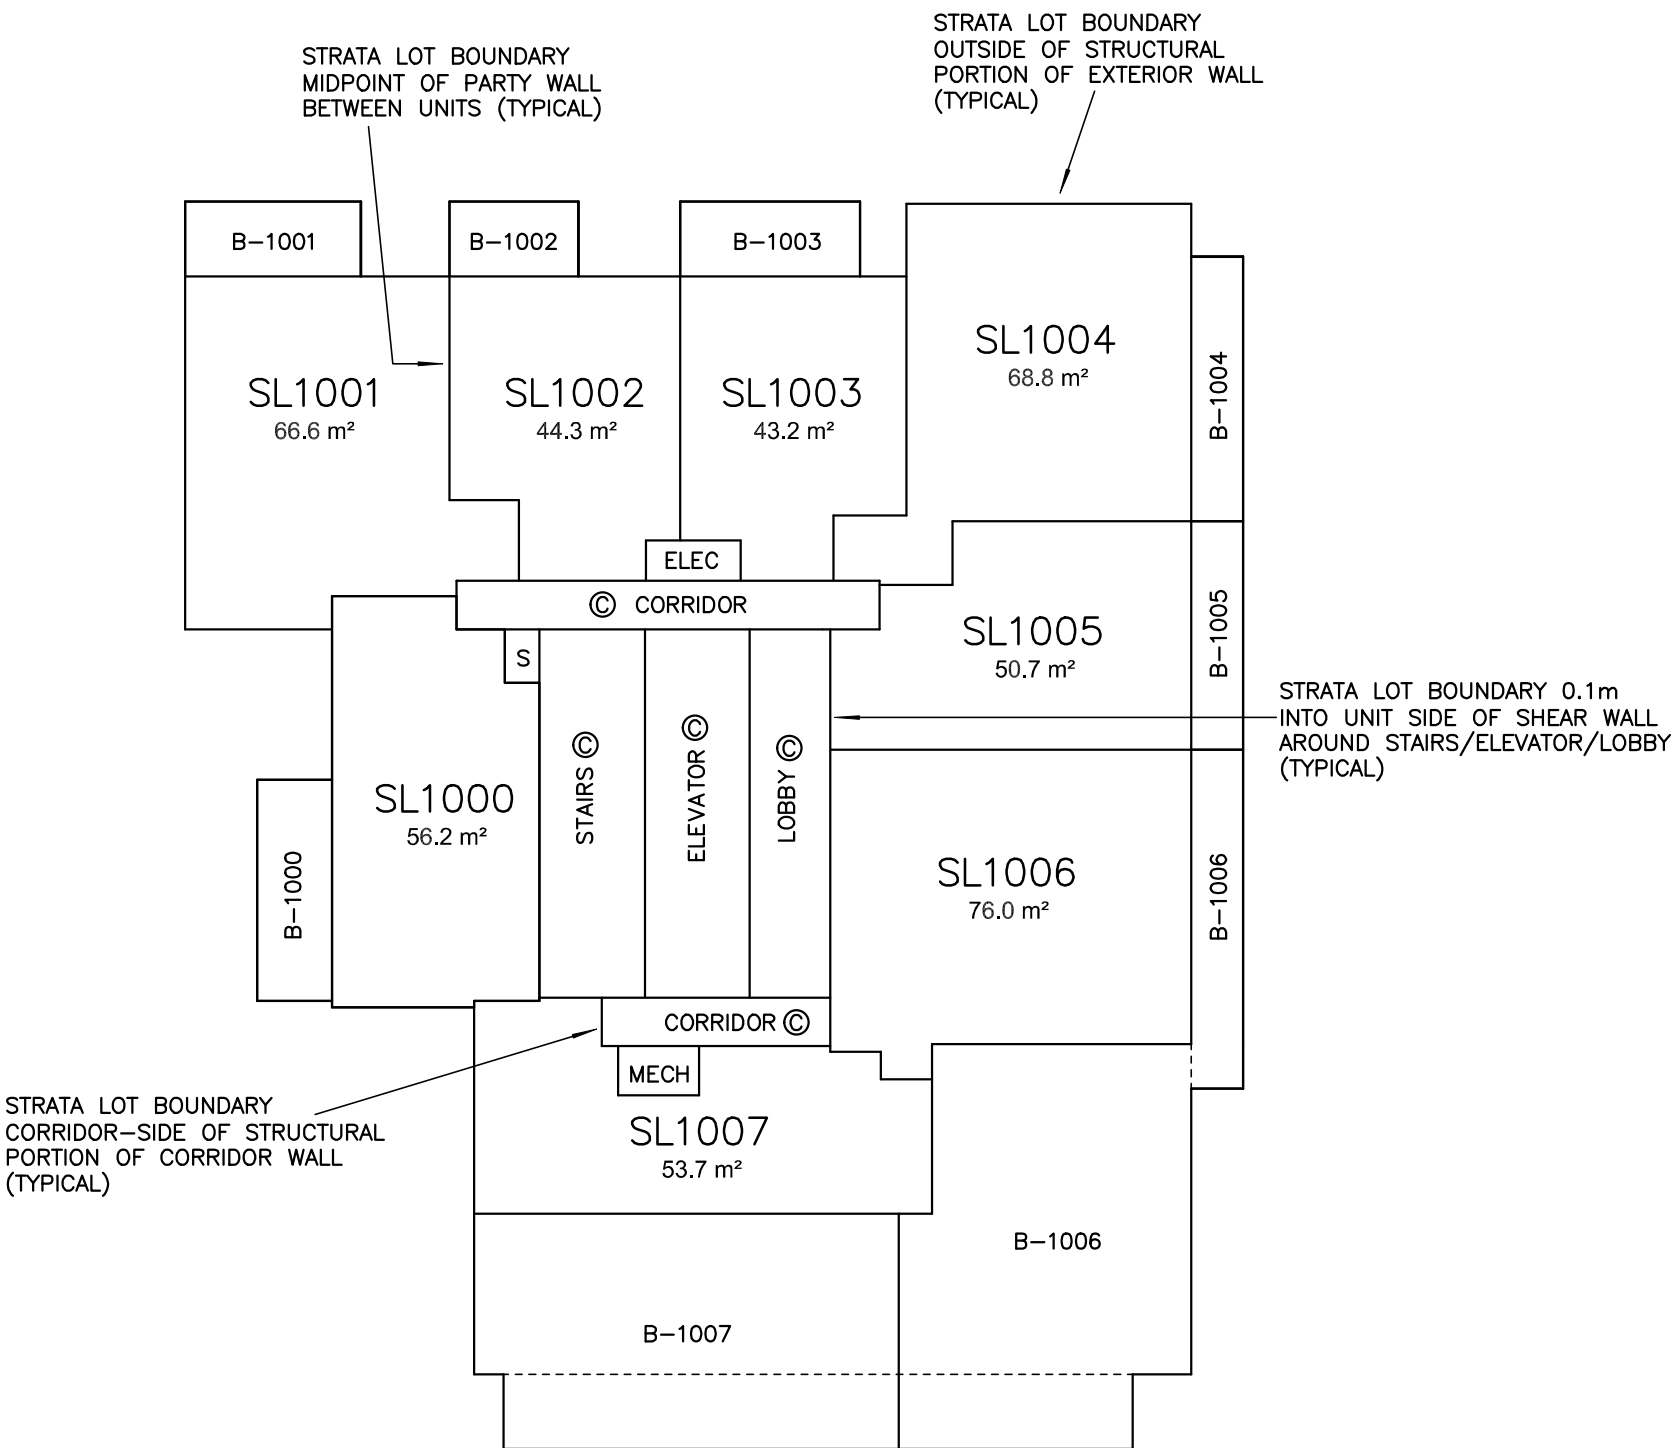 STRATA LOT BOUNDARY
OUTSIDE OF STRUCTURAL
PORTION OF EXTERIOR WALL
(TYPICAL)
STRATA LOT BOUNDARY
MIDPOINT OF PARTY WALL
BETWEEN UNITS (TYPICAL)
B-1001
B-1002
B-1003
SL1004
68.8 m²
B-1004
SL1001
66.6 m²
SL1002
44.3 m²
SL1003
43.2 m²
ELEC
© CORRIDOR
SL1005
50.7 m²
B-1005
S
STRATA LOT BOUNDARY 0.1m
INTO UNIT SIDE OF SHEAR WALL
AROUND STAIRS/ELEVATOR/LOBBY
(TYPICAL)
SL1000
56.2 m²
B-1000
STAIRS ©
ELEVATOR ©
LOBBY ©
SL1006
76.0 m²
B-1006
CORRIDOR ©
MECH
STRATA LOT BOUNDARY
CORRIDOR-SIDE OF STRUCTURAL
PORTION OF CORRIDOR WALL
(TYPICAL)
SL1007
53.7 m²
B-1006
B-1007